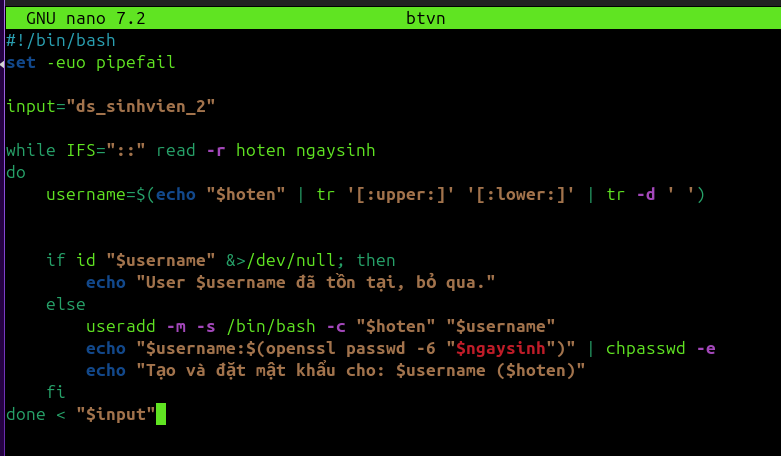 GNU nano 7.2 btvn
#!/bin/bash
set -euo pipefail
input="ds_sinhvien_2"
while IFS="::" read -r hoten ngaysinh
do
username=$(echo "$hoten" | tr '[:upper:]' '[:lower:]' | tr -d ' ')
if id "$username" &>/dev/null; then
echo "User $username đã tồn tại, bỏ qua."
else
useradd -m -s /bin/bash -c "$hoten" "$username"
echo "$username:$(openssl passwd -6 "$ngaysinh")" | chpasswd -e
echo "Tạo và đặt mật khẩu cho: $username ($hoten)"
fi
done < "$input"